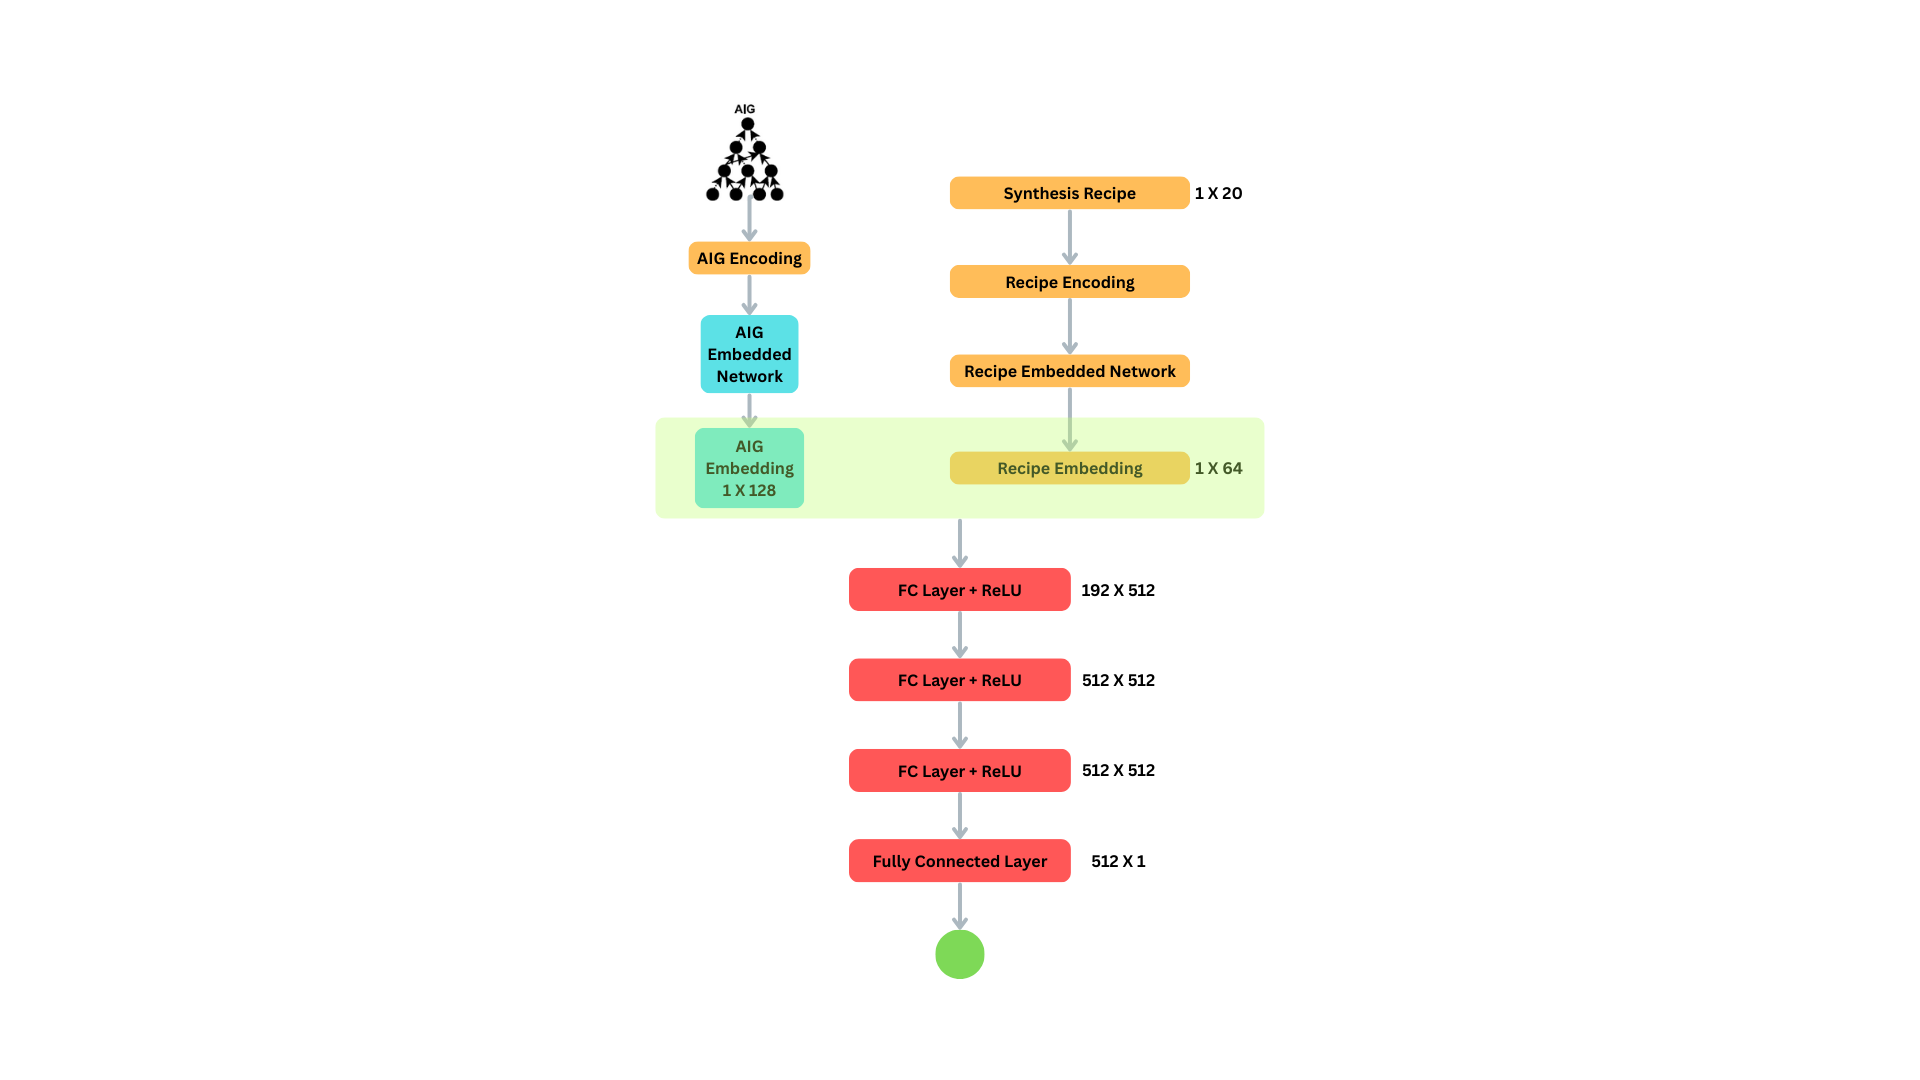 AIG
AIG Encoding
AIG
Embedded
Network
AIG
Embedding
1 X 128
Synthesis Recipe
1 X 20
Recipe Encoding
Recipe Embedded Network
Recipe Embedding
1 X 64
FC Layer + ReLU
192 X 512
FC Layer + ReLU
512 X 512
FC Layer + ReLU
512 X 512
Fully Connected Layer
512 X 1